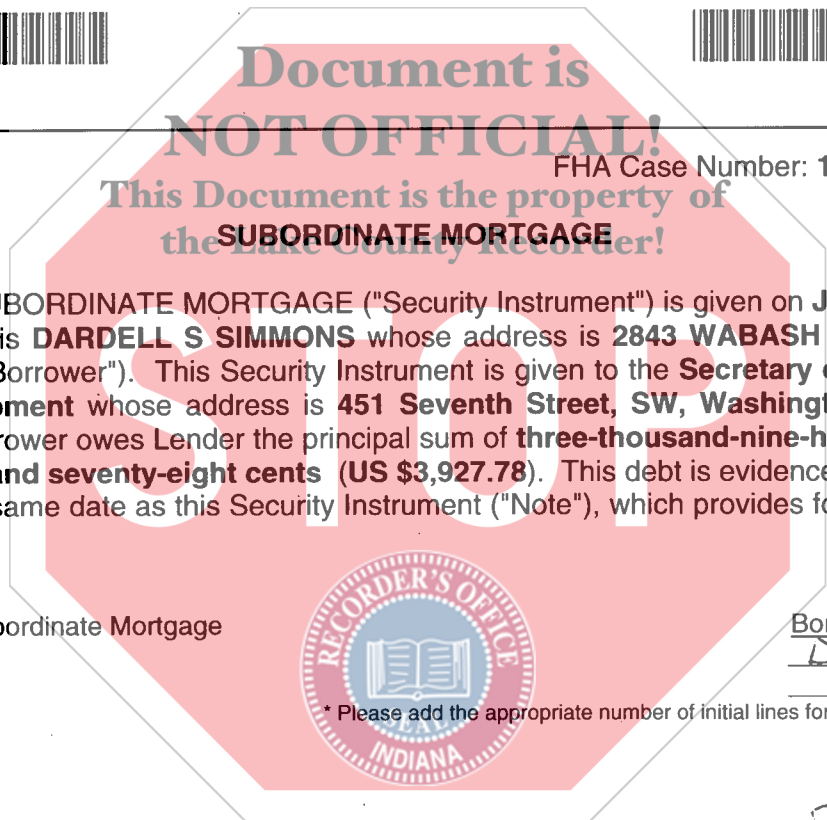 Document is
NOT OFFICIAL!
FHA Case Number: 1
This Document is the property of
the Lake County Recorder!
SUBORDINATE MORTGAGE
UBORDINATE MORTGAGE ("Security Instrument") is given on J
is DARDELL S SIMMONS whose address is 2843 WABASH
Borrower"). This Security Instrument is given to the Secretary
pment whose address is 451 Seventh Street, SW, Washingt
rower owes Lender the principal sum of three-thousand-nine-h
and seventy-eight cents (US $3,927.78). This debt is evidence
same date as this Security Instrument ("Note"), which provides fo
STOP
bordinate Mortgage
Bor
RECORDER'S OFFICE
SEAL
INDIANA
* Please add the appropriate number of initial lines for